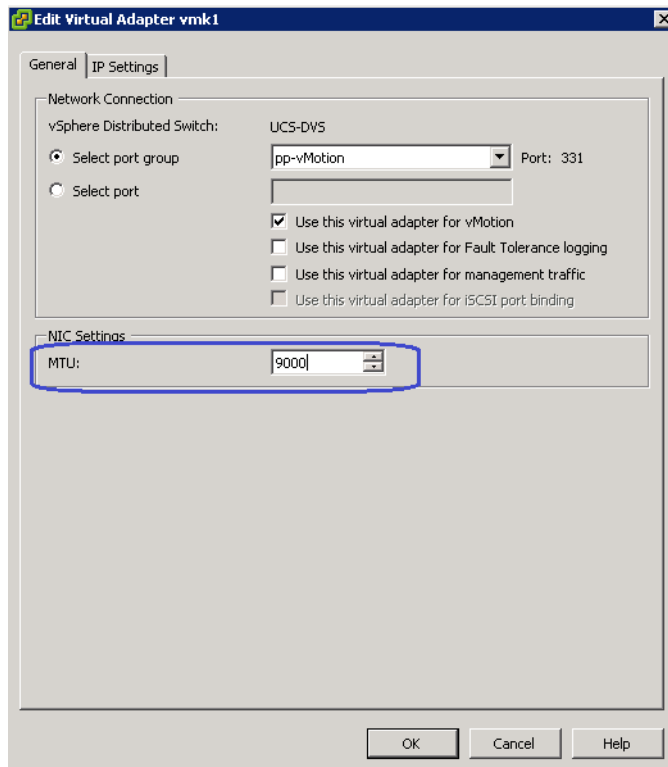 Edit Virtual Adapter vmk1
General
IP Settings
Network Connection
vSphere Distributed Switch: UCS-DVS
Select port group pp-vMotion Port: 331
Select port
Use this virtual adapter for vMotion
Use this virtual adapter for Fault Tolerance logging
Use this virtual adapter for management traffic
Use this virtual adapter for iSCSI port binding
NIC Settings
MTU: 9000
OK Cancel Help